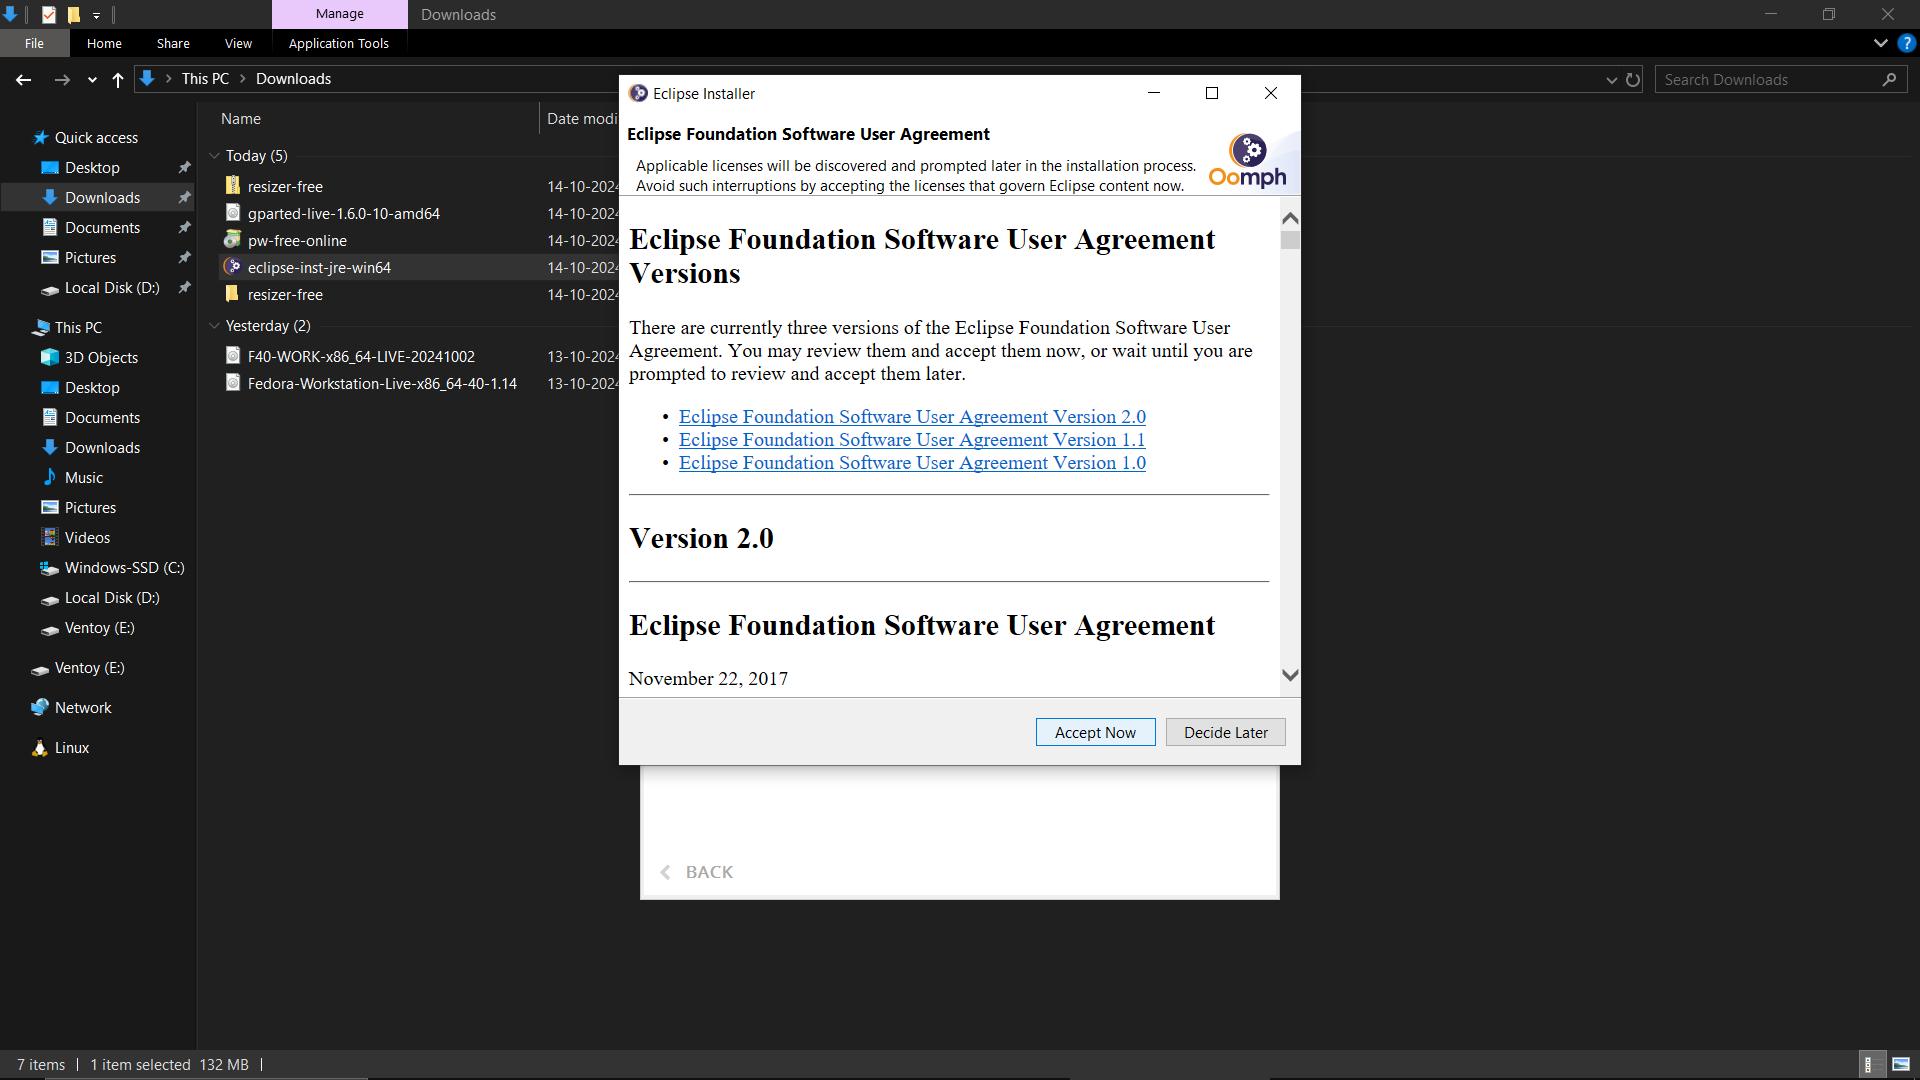 Manage
Downloads
File
Home
Share
View
Application Tools
?
This PC
Downloads
Search Downloads
Quick access
Desktop
Downloads
Documents
Pictures
Local Disk (D:)
This PC
3D Objects
Desktop
Documents
Downloads
Music
Pictures
Videos
Windows-SSD (C:)
Local Disk (D:)
Ventoy (E:)
Ventoy (E:)
Network
Linux
Name
Date modi
Today (5)
resizer-free
14-10-2024
gparted-live-1.6.0-10-amd64
14-10-2024
pw-free-online
14-10-2024
eclipse-inst-jre-win64
14-10-2024
resizer-free
14-10-2024
Yesterday (2)
F40-WORK-x86_64-LIVE-20241002
13-10-2024
Fedora-Workstation-Live-x86_64-40-1.14
13-10-2024
Eclipse Installer
Eclipse Foundation Software User Agreement
Applicable licenses will be discovered and prompted later in the installation process.
Avoid such interruptions by accepting the licenses that govern Eclipse content now.
Oomph
Eclipse Foundation Software User Agreement
Versions
There are currently three versions of the Eclipse Foundation Software User
Agreement. You may review them and accept them now, or wait until you are
prompted to review and accept them later.
• Eclipse Foundation Software User Agreement Version 2.0
• Eclipse Foundation Software User Agreement Version 1.1
• Eclipse Foundation Software User Agreement Version 1.0
Version 2.0
Eclipse Foundation Software User Agreement
November 22, 2017
Accept Now
Decide Later
BACK
7 items
1 item selected 132 MB